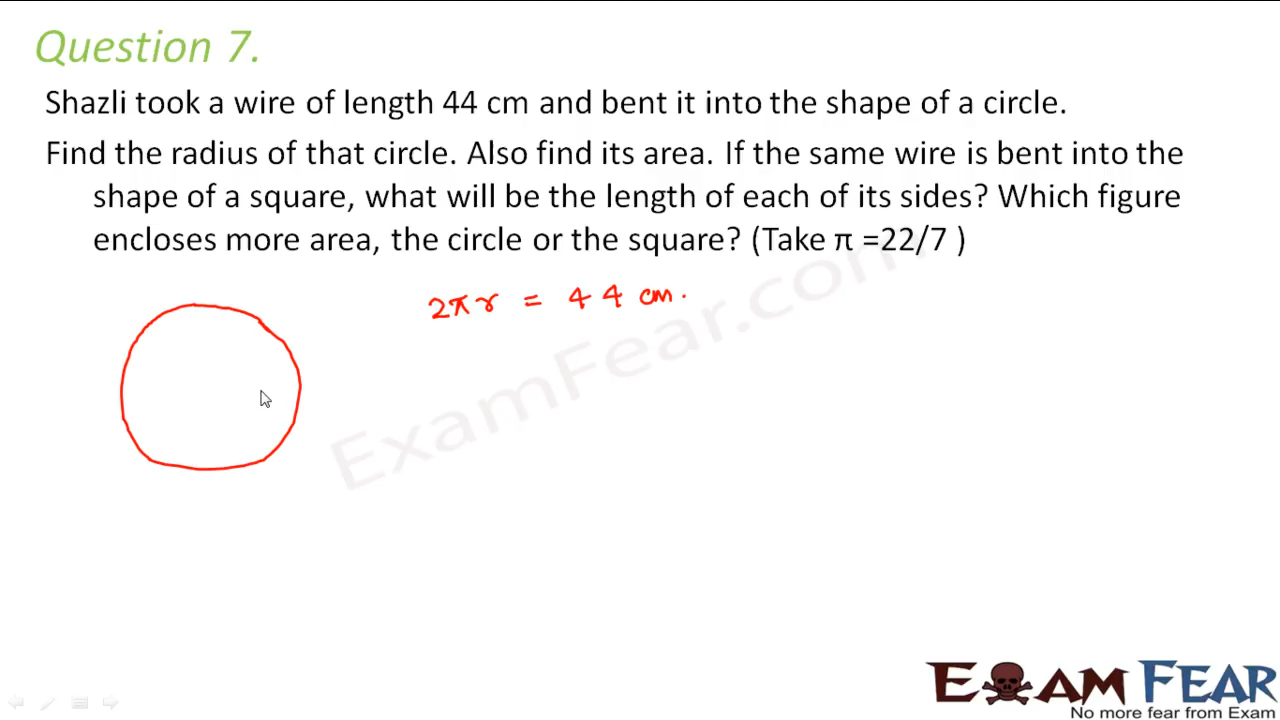 Question 7.
Shazli took a wire of length 44 cm and bent it into the shape of a circle.
Find the radius of that circle. Also find its area. If the same wire is bent into the
shape of a square, what will be the length of each of its sides? Which figure
encloses more area, the circle or the square? (Take π =22/7 )
2πr = 44 cm.
ExamFear.com
EXAM FEAR
No more fear from Exam